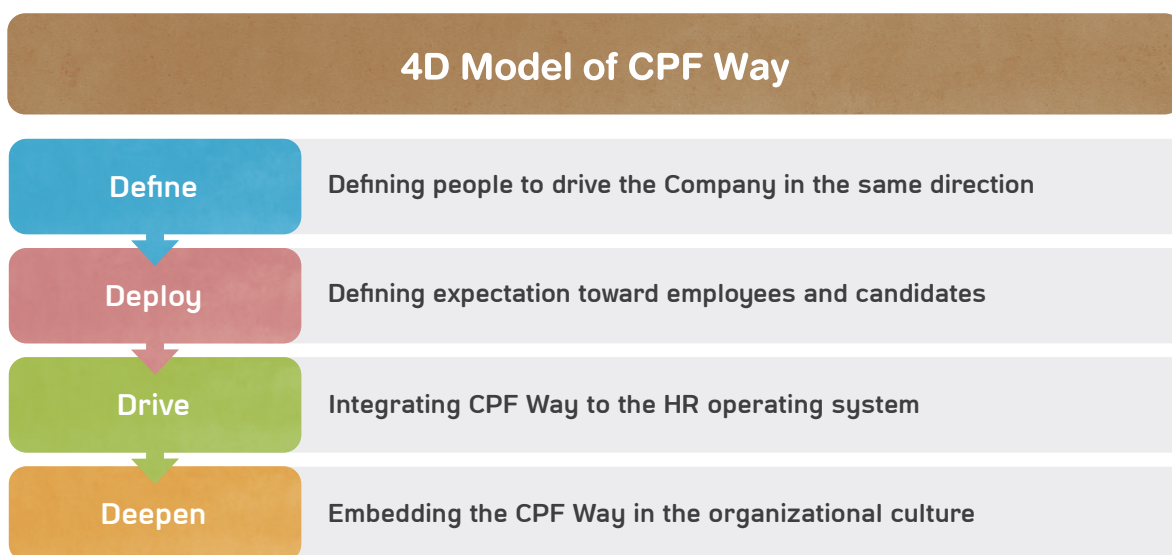 4D Model of CPF Way
Define
Defining people to drive the Company in the same direction
Deploy
Defining expectation toward employees and candidates
Drive
Integrating CPF Way to the HR operating system
Deepen
Embedding the CPF Way in the organizational culture